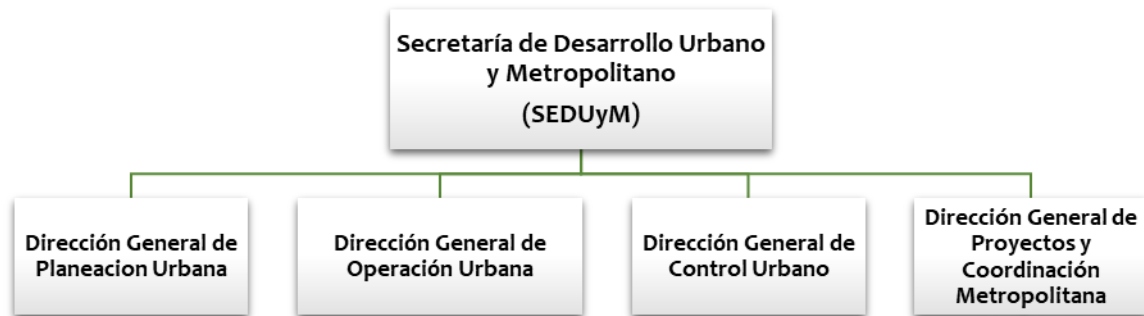 Secretaría de Desarrollo Urbano
y Metropolitano
(SEDUyM)
Dirección General de
Planeacion Urbana
Dirección General de
Operación Urbana
Dirección General de
Control Urbano
Dirección General de
Proyectos y
Coordinación
Metropolitana